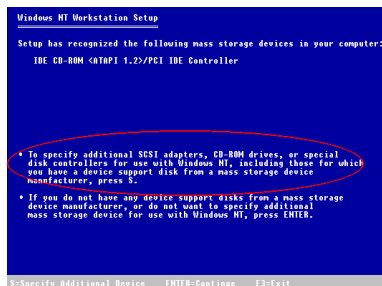 Windows NT Workstation Setup
Setup has recognized the following mass storage devices in your computer:
IDE CD-ROM <ATAPI 1.2>/PCI IDE Controller
• To specify additional SCSI adapters, CD-ROM drives, or special
disk controllers for use with Windows NT, including those for which
you have a device support disk from a mass storage device
manufacturer, press S.
• If you do not have any device support disks from a mass storage
device manufacturer, or do not want to specify additional
mass storage device for use with Windows NT, press ENTER.
S=Specify Additional Device ENTER=Continue F3=Exit